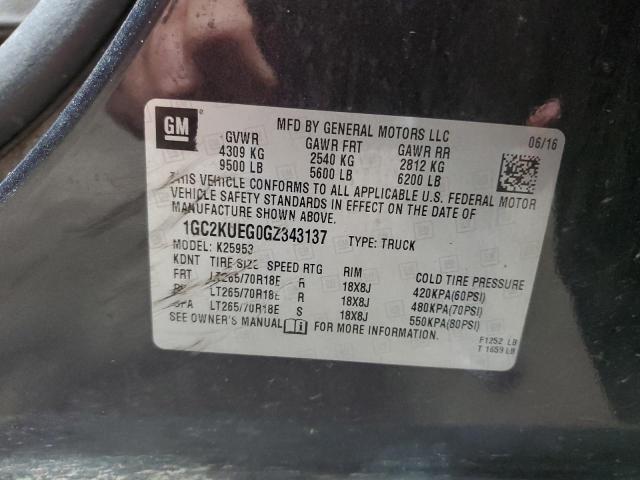 GM
MFD BY GENERAL MOTORS LLC
06/16
GVWR GAWR FRT GAWR RR
4309 KG 2540 KG 2812 KG
9500 LB 5600 LB 6200 LB
THIS VEHICLE CONFORMS TO ALL APPLICABLE U.S. FEDERAL MOTOR
VEHICLE SAFETY STANDARDS IN EFFECT ON THE DATE OF
MANUFACTURE SHOWN ABOVE.
1GC2KUEG0GZ343137 TYPE: TRUCK
MODEL: K25953
KDNT TIRE SIZE SPEED RTG RIM COLD TIRE PRESSURE
FRT LT265/70R18E R 18X8J 420KPA(60PSI)
LT265/70R18E R 18X8J 480KPA(70PSI)
SPA LT265/70R18E S 18X8J 550KPA(80PSI)
SEE OWNER'S MANUAL FOR MORE INFORMATION.
F1252 LB
T 1659 LB